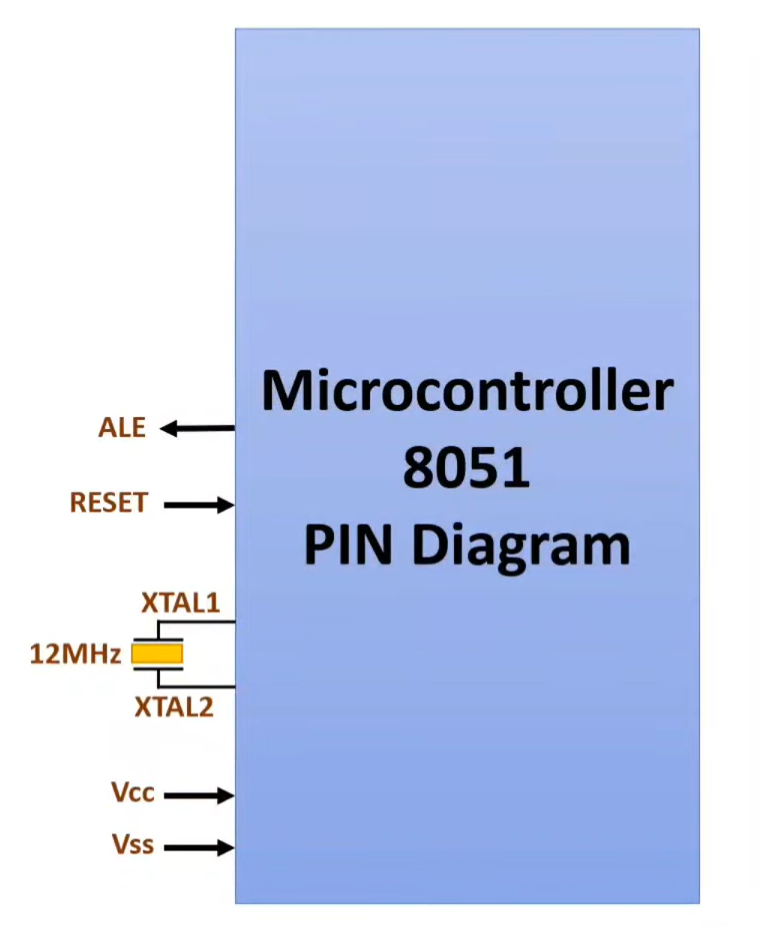 Microcontroller
8051
PIN Diagram
ALE
RESET
XTAL1
12MHz
XTAL2
Vcc
Vss